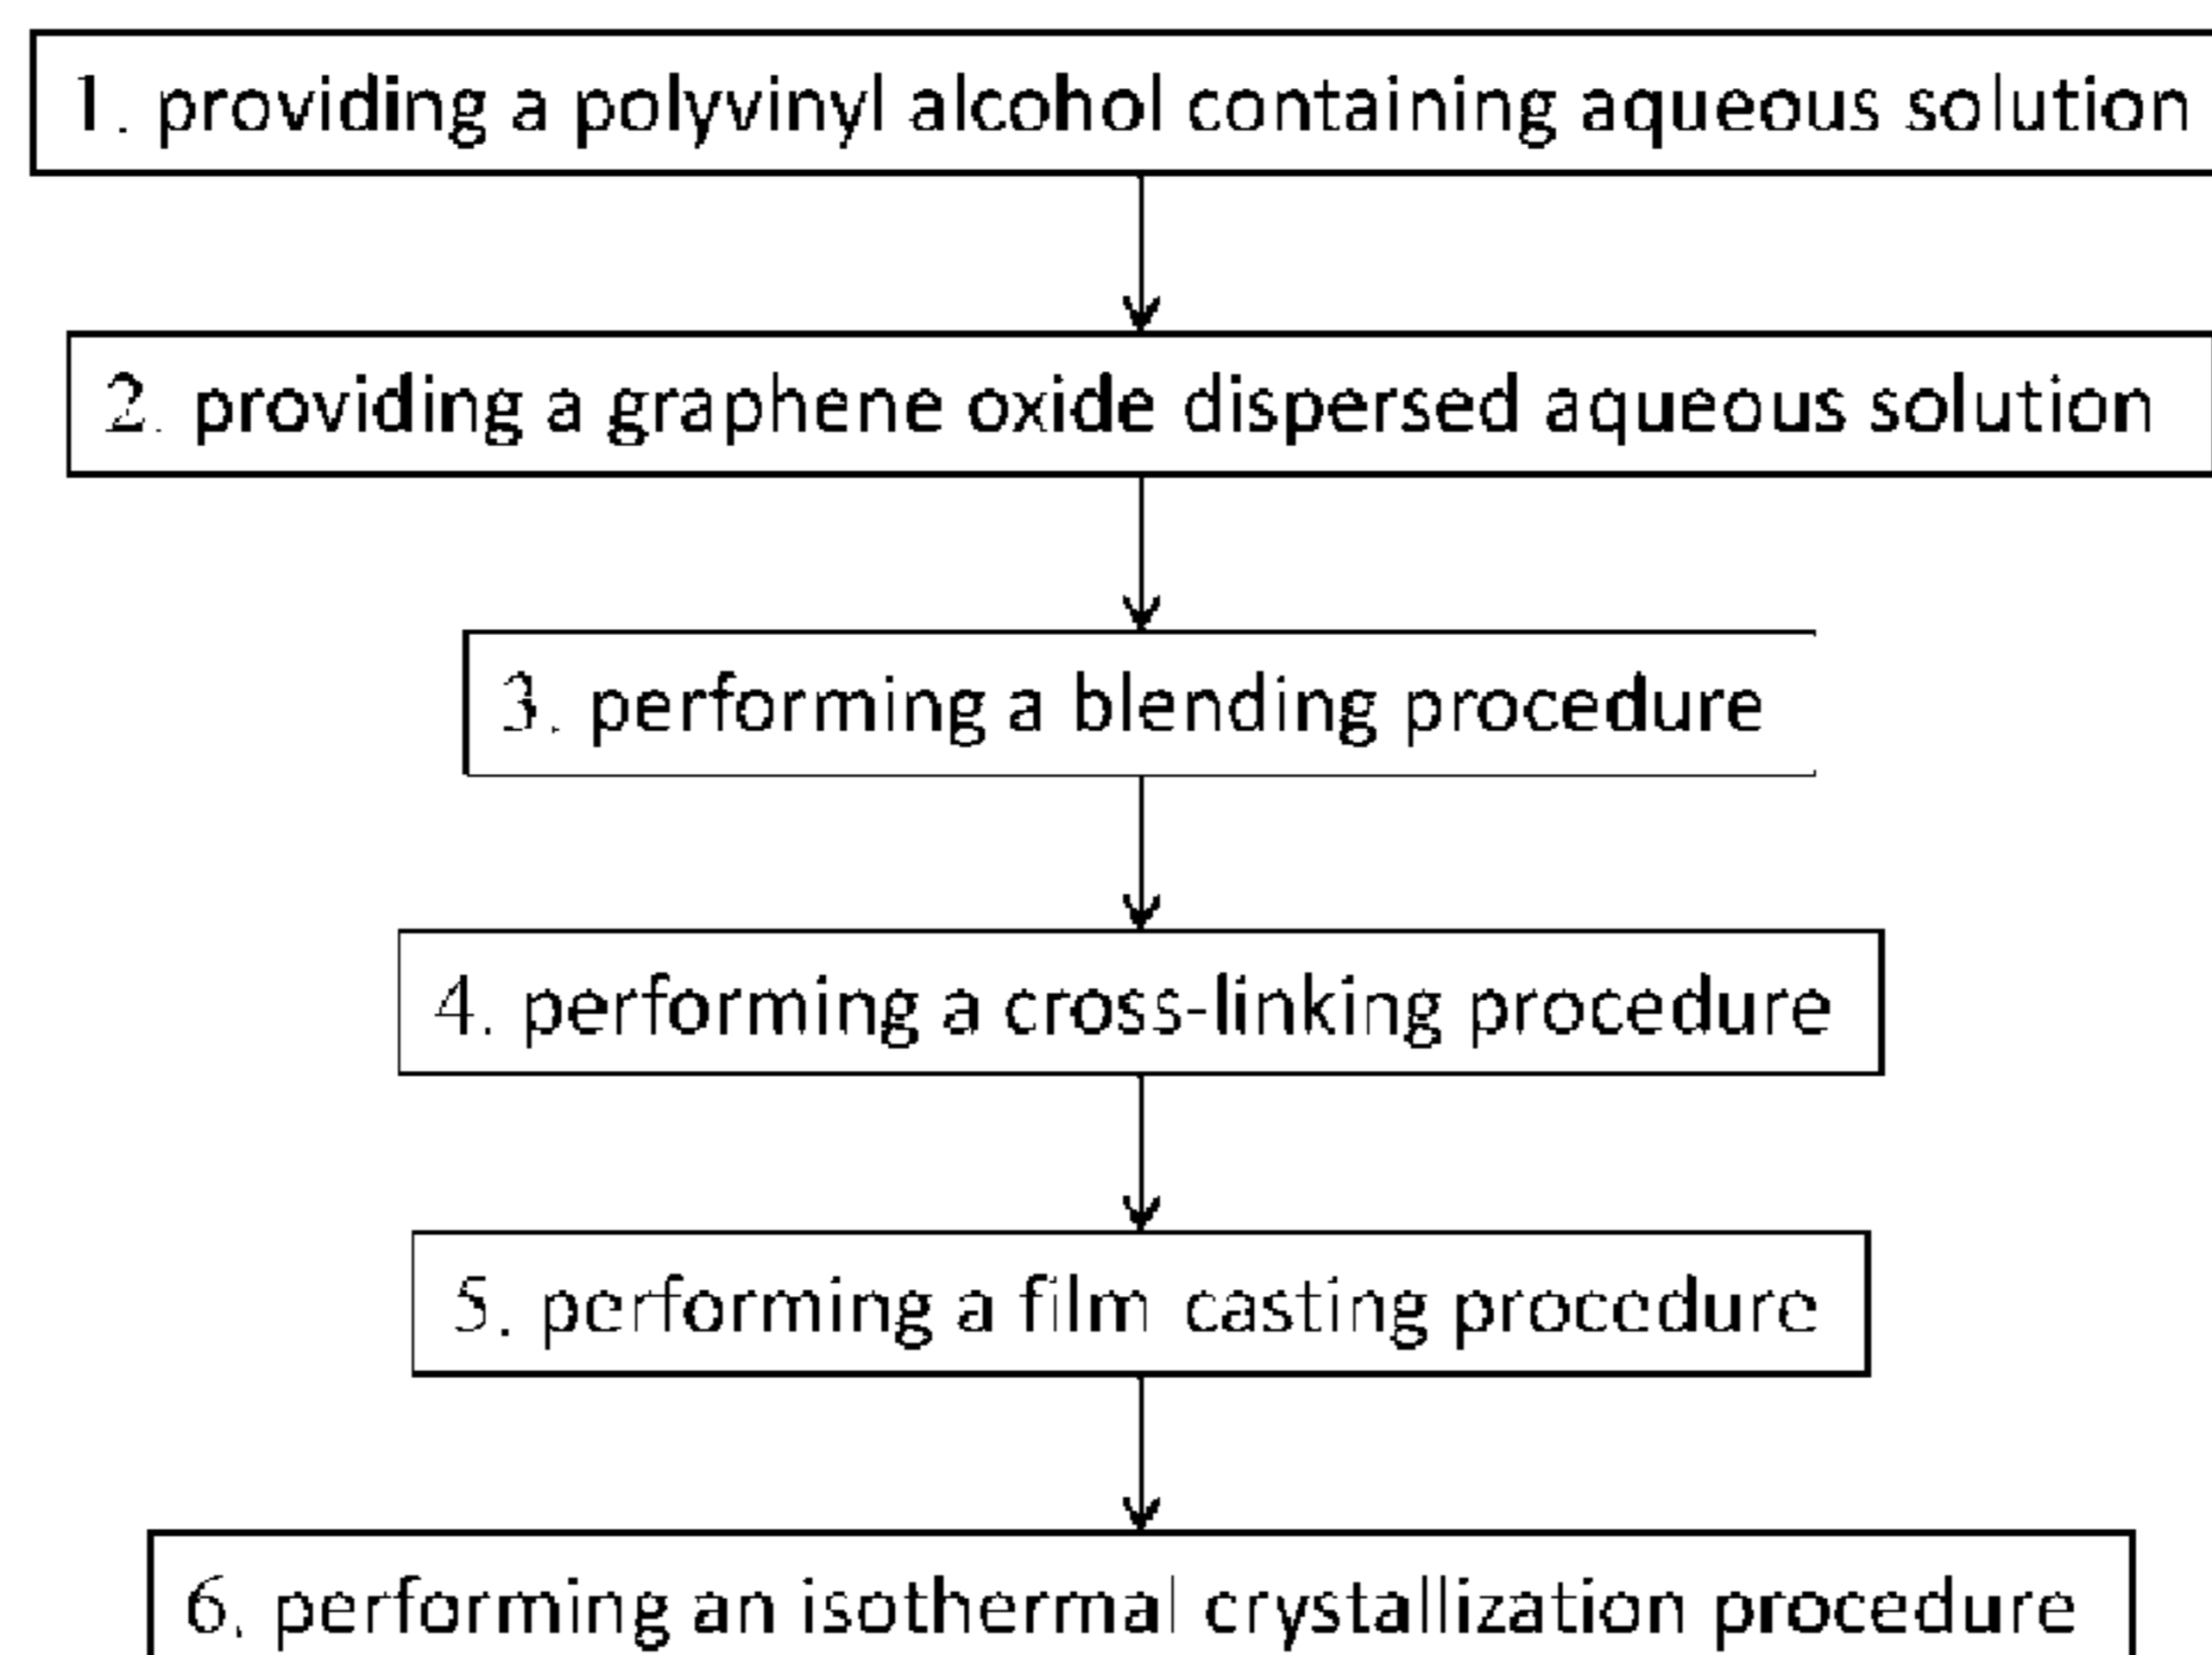 1. providing a polyvinyl alcohol containing aqueous solution
2. providing a graphene oxide dispersed aqueous solution
3. performing a blending procedure
4. performing a cross-linking procedure
5. performing a film casting procedure
6. performing an isothermal crystallization procedure